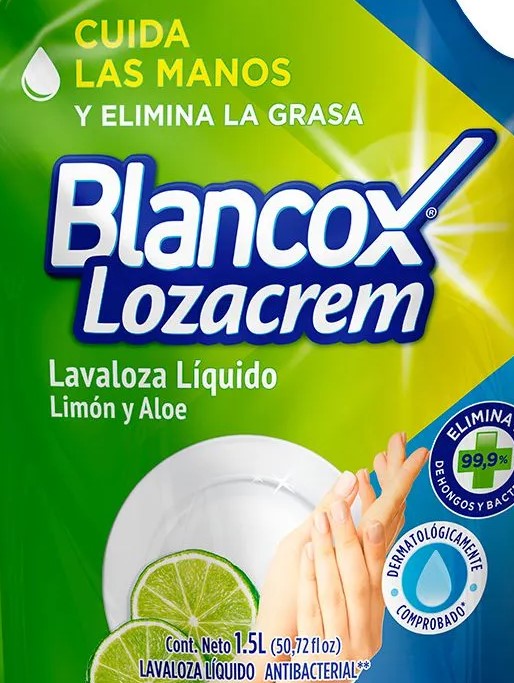 CUIDA
LAS MANOS
Y ELIMINA LA GRASA
Blancox®
Lozacrem
Lavaloza Líquido
Limón y Aloe
ELIMINA
99,9%
DE HONGOS Y
DERMATOLÓGICAMENTE
COMPROBADO*
Cont. Neto 1.5L (50,72 fl oz)
LAVALOZA LÍQUIDO ANTIBACTERIAL**